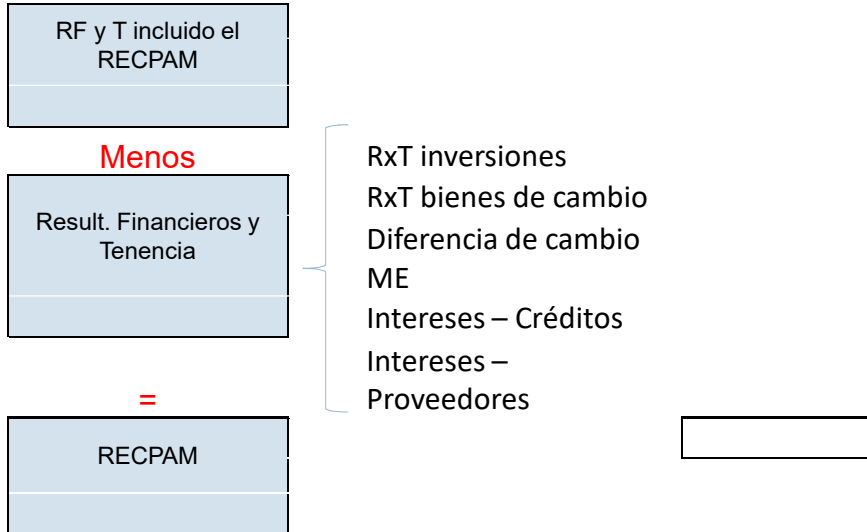 RF y T incluido el
RECPAM
Menos
Result. Financieros y
Tenencia
=
RECPAM
RxT inversiones
RxT bienes de cambio
Diferencia de cambio
ME
Intereses – Créditos
Intereses –
Proveedores